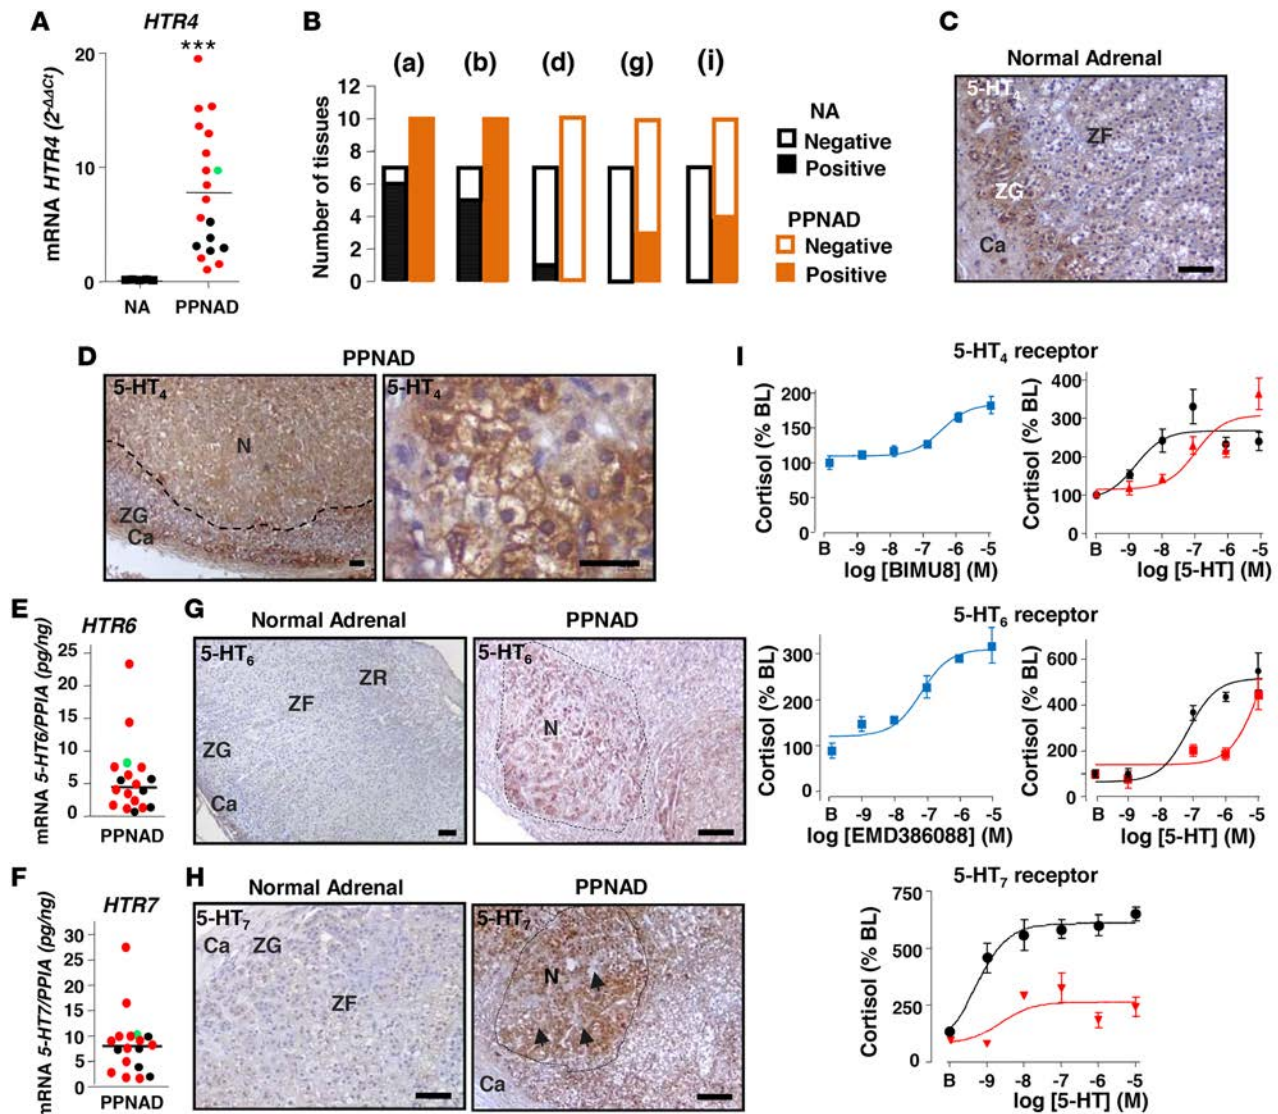 A
HTR4
***
mRNA HTR4 (2-ΔΔCt)
20
10
0
NA PPNAD
B
(a) (b) (d) (g) (i)
Number of tissues
12
10
8
6
4
2
0
NA
Negative
Positive
PPNAD
Negative
Positive
C
Normal Adrenal
5-HT4
ZF
ZG
Ca
D
PPNAD
5-HT4
N
ZG
Ca
5-HT4
E
HTR6
mRNA 5-HT6/PPIA (pg/ng)
25
20
15
10
5
0
PPNAD
F
HTR7
mRNA 5-HT7/PPIA (pg/ng)
30
25
20
15
10
5
0
PPNAD
G
Normal Adrenal
5-HT6
ZR
ZF
ZG
Ca
PPNAD
5-HT6
N
H
Normal Adrenal
5-HT7
Ca ZG
ZF
PPNAD
5-HT7
N
Ca
I
5-HT4 receptor
Cortisol (% BL)
200
150
100
50
0
B -9 -8 -7 -6 -5
log [BIMU8] (M)
Cortisol (% BL)
400
300
200
100
0
B -9 -8 -7 -6 -5
log [5-HT] (M)
5-HT6 receptor
Cortisol (% BL)
300
200
100
0
B -9 -8 -7 -6 -5
log [EMD386088] (M)
Cortisol (% BL)
600
400
200
0
B -9 -8 -7 -6 -5
log [5-HT] (M)
5-HT7 receptor
Cortisol (% BL)
750
500
250
0
B -9 -8 -7 -6 -5
log [5-HT] (M)